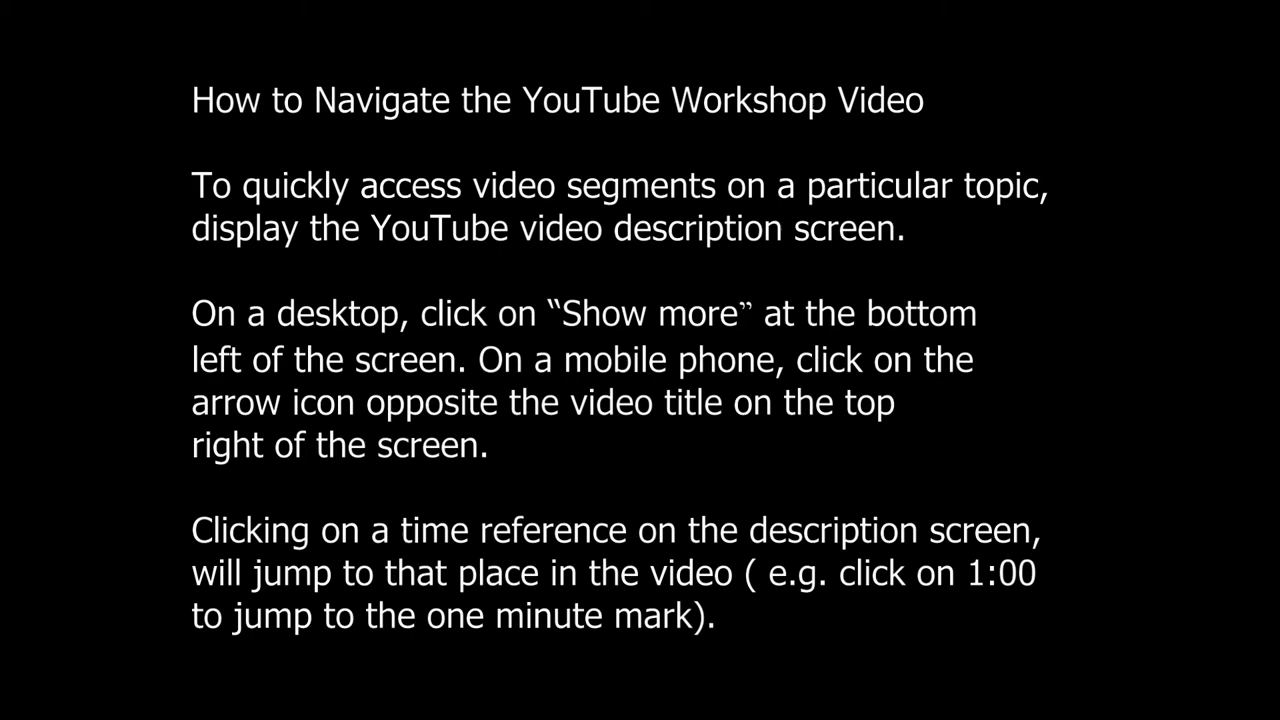 How to Navigate the YouTube Workshop Video
To quickly access video segments on a particular topic,
display the YouTube video description screen.
On a desktop, click on “Show more” at the bottom
left of the screen. On a mobile phone, click on the
arrow icon opposite the video title on the top
right of the screen.
Clicking on a time reference on the description screen,
will jump to that place in the video ( e.g. click on 1:00
to jump to the one minute mark).